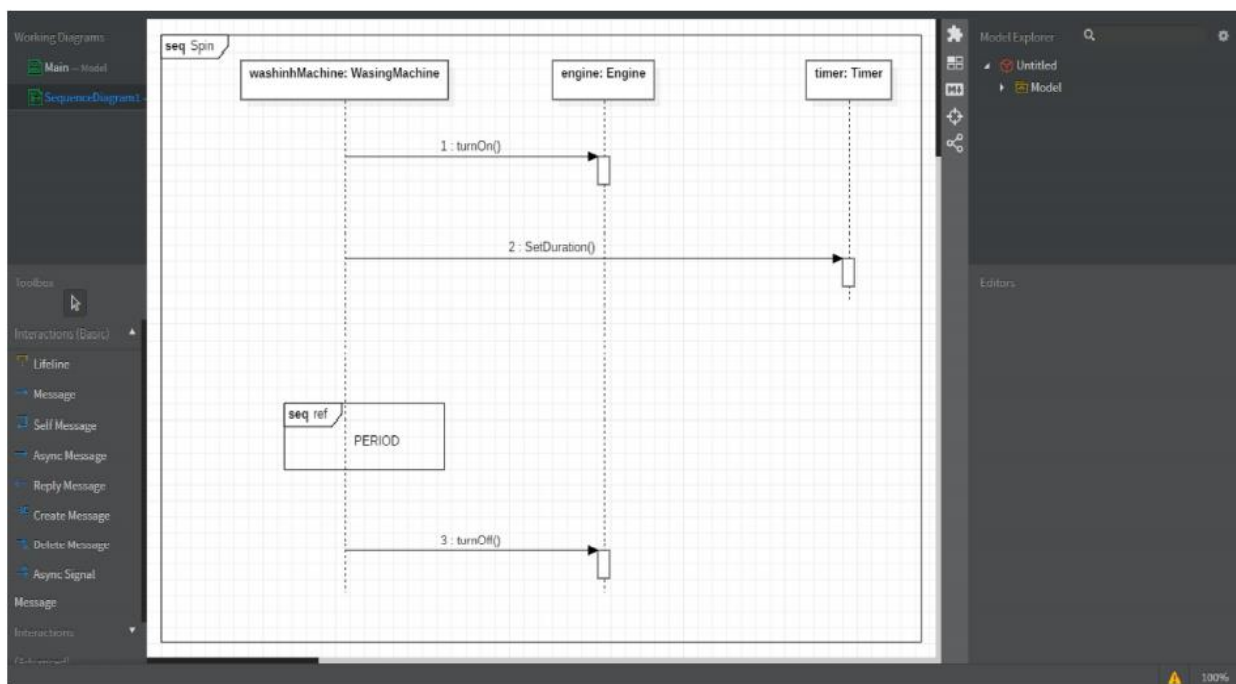 Working Diagrams
Main — Model
SequenceDiagram1 -
Toolbox
Interactions (Basic)
Lifeline
Message
Self Message
Async Message
Reply Message
Create Message
Delete Message
Async Signal
Message
Interactions
(Advanced)
seq Spin
washinhMachine: WasingMachine
engine: Engine
timer: Timer
1 : turnOn()
2 : SetDuration()
seq ref
PERIOD
3 : turnOff()
Model Explorer
Untitled
Model
Editors
100%